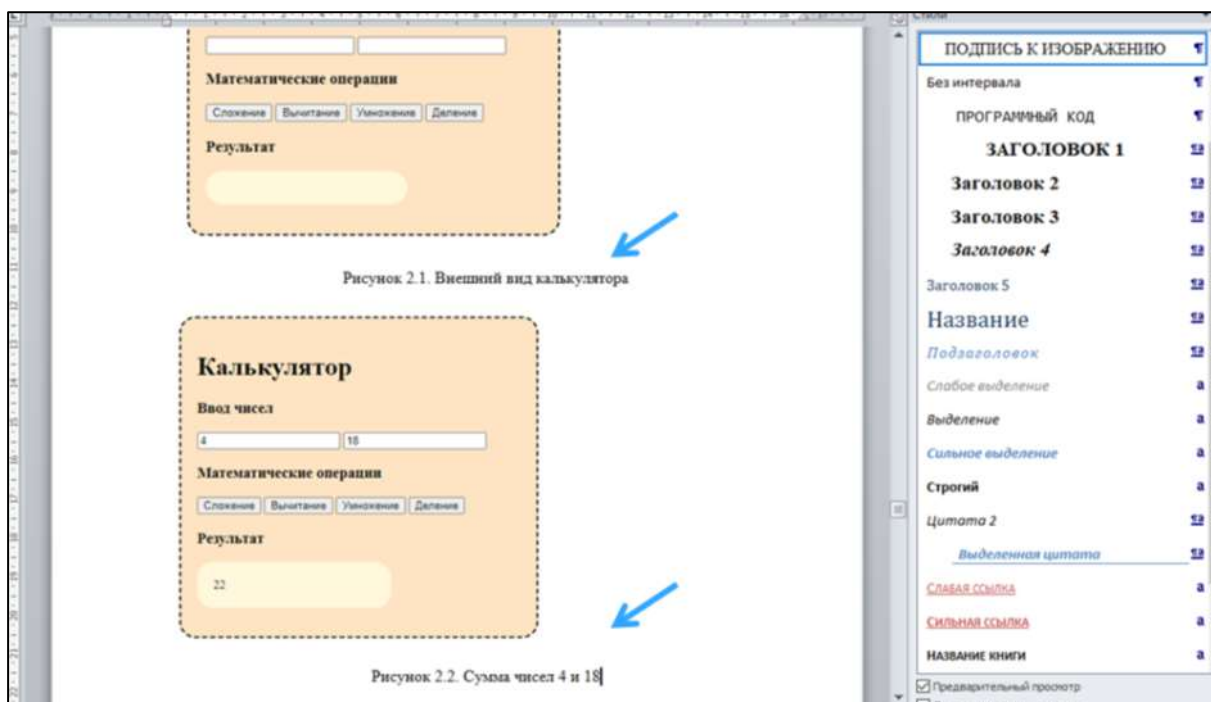 Стили
Математические операции
Сложение Вычитание Умножение Деление
Результат
Рисунок 2.1. Внешний вид калькулятора
Калькулятор
Ввод чисел
4 18
Математические операции
Сложение Вычитание Умножение Деление
Результат
22
Рисунок 2.2. Сумма чисел 4 и 18
ПОДПИСЬ К ИЗОБРАЖЕНИЮ ¶
Без интервала ¶
ПРОГРАММНЫЙ КОД ¶
ЗАГОЛОВОК 1 ¶a
Заголовок 2 ¶a
Заголовок 3 ¶a
Заголовок 4 ¶a
Заголовок 5 ¶a
Название ¶a
Подзаголовок ¶a
Слабое выделение a
Выделение a
Сильное выделение a
Строгий a
Цитата 2 ¶a
Выделенная цитата ¶a
СЛАБАЯ ССЫЛКА a
СИЛЬНАЯ ССЫЛКА a
НАЗВАНИЕ КНИГИ a
Предварительный просмотр